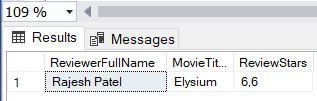 109 %
Results Messages
ReviewerFullName MovieTit... ReviewStars
1 Rajesh Patel Elysium 6,6